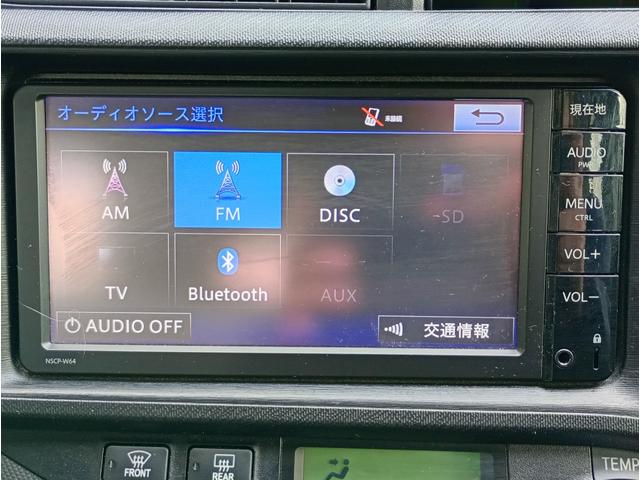 オーディオソース選択
未接続
現在地
AM
FM
DISC
SD
AUDIO
PWR
MENU
CTRL
TV
Bluetooth
AUX
VOL+
VOL−
AUDIO OFF
交通情報
NSCP-W64
FRONT
REAR
TEMP